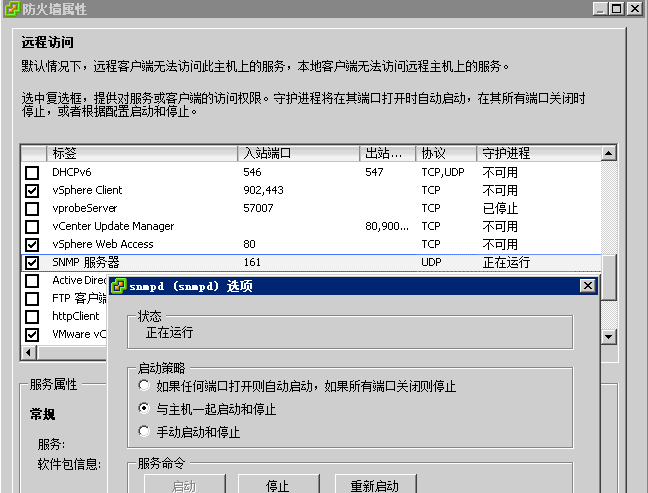 防火墙属性
远程访问
默认情况下，远程客户端无法访问此主机上的服务，本地客户端无法访问远程主机上的服务。
选中复选框，提供对服务或客户端的访问权限。守护进程将在其端口打开时自动启动，在其所有端口关闭时
停止，或者根据配置启动和停止。
标签 入站端口 出站... 协议 守护进程
DHCPv6 546 547 TCP,UDP 不可用
vSphere Client 902,443 TCP 不可用
vprobeServer 57007 TCP 已停止
vCenter Update Manager 80,900... TCP 不可用
vSphere Web Access 80 TCP 不可用
SNMP 服务器 161 UDP 正在运行
Active Direc
FTP 客户端
httpClient
VMware vC
snmpd (snmpd) 选项
状态
正在运行
启动策略
如果任何端口打开则自动启动，如果所有端口关闭则停止
与主机一起启动和停止
手动启动和停止
服务命令
启动 停止 重新启动
服务属性
常规
服务:
软件包信息: